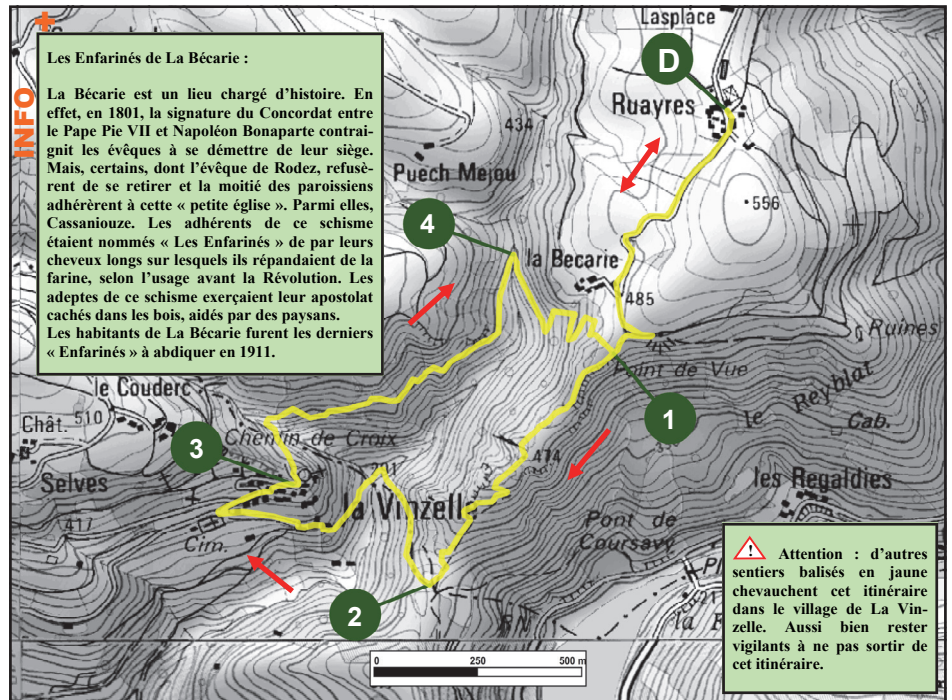 INFO +
Les Enfarinés de La Bécarie :
La Bécarie est un lieu chargé d'histoire. En
effet, en 1801, la signature du Concordat entre
le Pape Pie VII et Napoléon Bonaparte contrai-
gnit les évêques à se démettre de leur siège.
Mais, certains, dont l'évêque de Rodez, refusè-
rent de se retirer et la moitié des paroissiens
adhérèrent à cette « petite église ». Parmi elles,
Cassaniouze. Les adhérents de ce schisme
étaient nommés « Les Enfarinés » de par leurs
cheveux longs sur lesquels ils répandaient de la
farine, selon l'usage avant la Révolution. Les
adeptes de ce schisme exerçaient leur apostolat
cachés dans les bois, aidés par des paysans.
Les habitants de La Bécarie furent les derniers
« Enfarinés » à abdiquer en 1911.
Lasplace
D
Ruayres
434
Puech Mejou
556
4
la Bécarie
485
Ruines
Point de Vue
le Reyblat
Cab.
1
le Couderc
Chât.
510
3
Chemin de Croix
Selves
474
la Vinzelle
les Regaldies
417
Cim.
Pont de
Coursavy
2
0 250 500 m
! Attention : d'autres
sentiers balisés en jaune
chevauchent cet itinéraire
dans le village de La Vin-
zelle. Aussi bien rester
vigilants à ne pas sortir de
cet itinéraire.